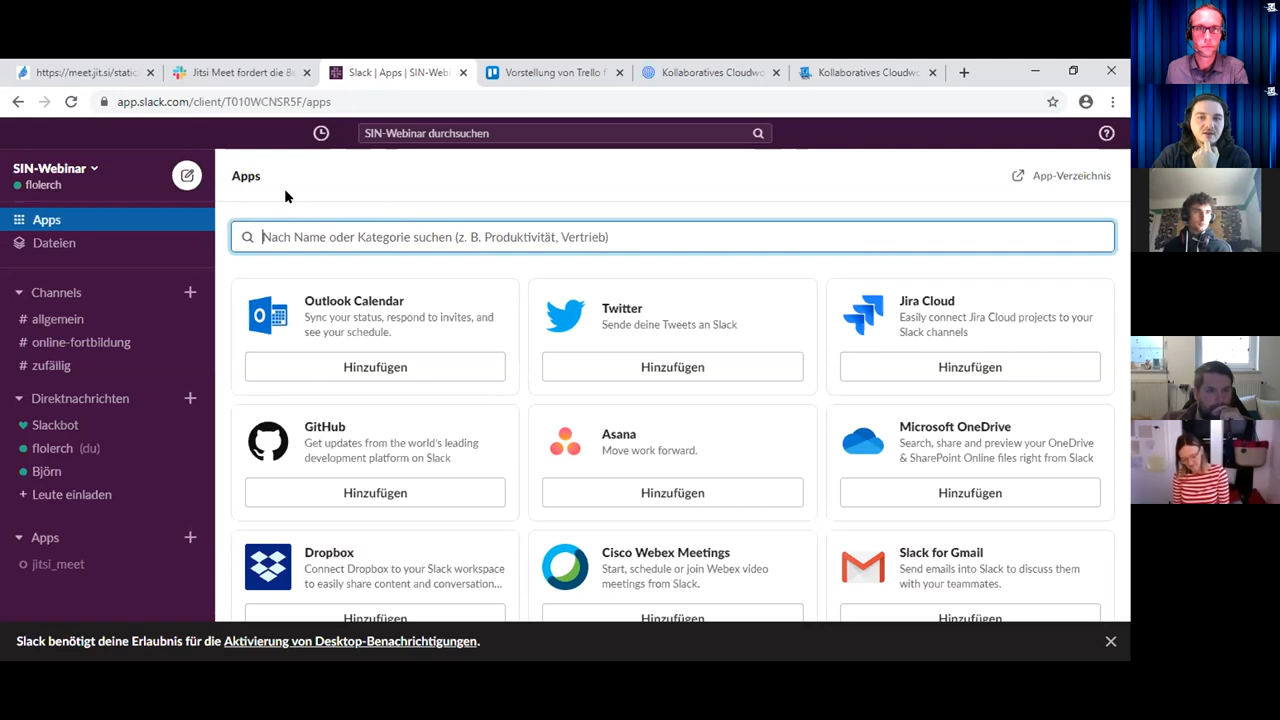 https://meet.jit.si/static
Jitsi Meet fordert die Be
Slack | Apps | SIN-Webi
Vorstellung von Trello f
Kollaboratives Cloudwo
Kollaboratives Cloudwo
app.slack.com/client/T010WCNSR5F/apps
SIN-Webinar durchsuchen
SIN-Webinar
flolerch
Apps
Dateien
Channels
# allgemein
# online-fortbildung
# zufällig
Direktnachrichten
Slackbot
flolerch (du)
Björn
+ Leute einladen
Apps
jitsi_meet
Apps
App-Verzeichnis
Nach Name oder Kategorie suchen (z. B. Produktivität, Vertrieb)
Outlook Calendar
Sync your status, respond to invites, and
see your schedule.
Hinzufügen
Twitter
Sende deine Tweets an Slack
Hinzufügen
Jira Cloud
Easily connect Jira Cloud projects to your
Slack channels
Hinzufügen
GitHub
Get updates from the world's leading
development platform on Slack
Hinzufügen
Asana
Move work forward.
Hinzufügen
Microsoft OneDrive
Search, share and preview your OneDrive
& SharePoint Online files right from Slack
Hinzufügen
Dropbox
Connect Dropbox to your Slack workspace
to easily share content and conversation...
Hinzufügen
Cisco Webex Meetings
Start, schedule or join Webex video
meetings from Slack.
Hinzufügen
Slack for Gmail
Send emails into Slack to discuss them
with your teammates.
Hinzufügen
Slack benötigt deine Erlaubnis für die Aktivierung von Desktop-Benachrichtigungen.